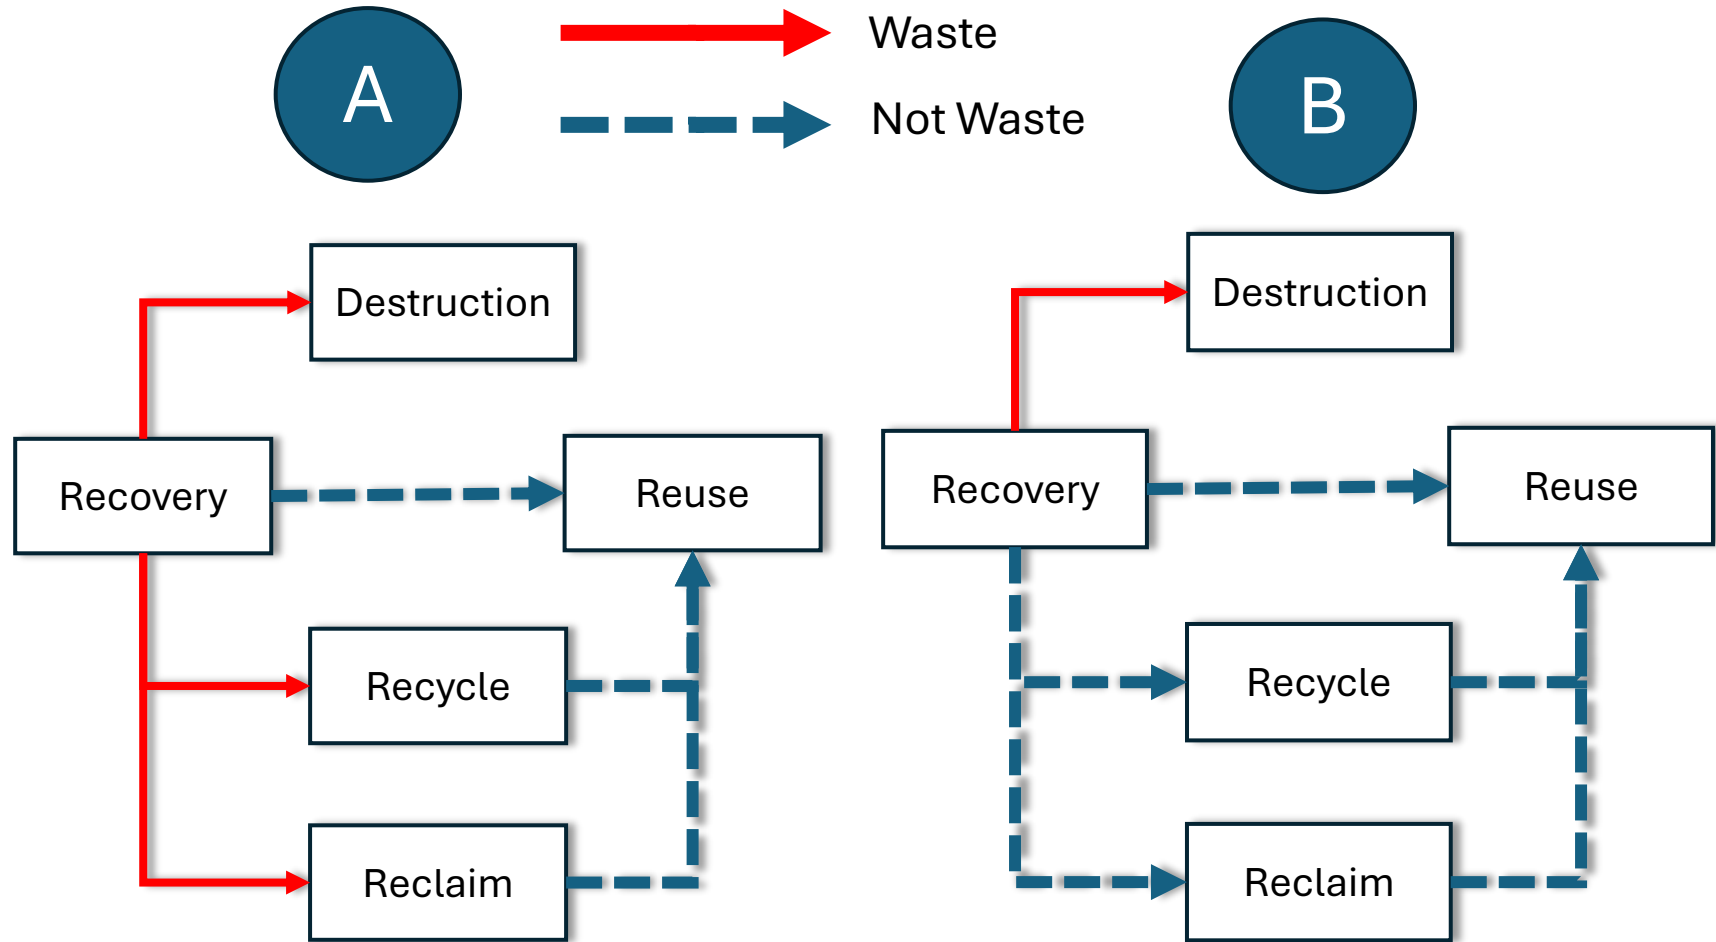 A
Waste
Not Waste
B
Destruction
Recovery
Reuse
Recycle
Reclaim
Destruction
Recovery
Reuse
Recycle
Reclaim